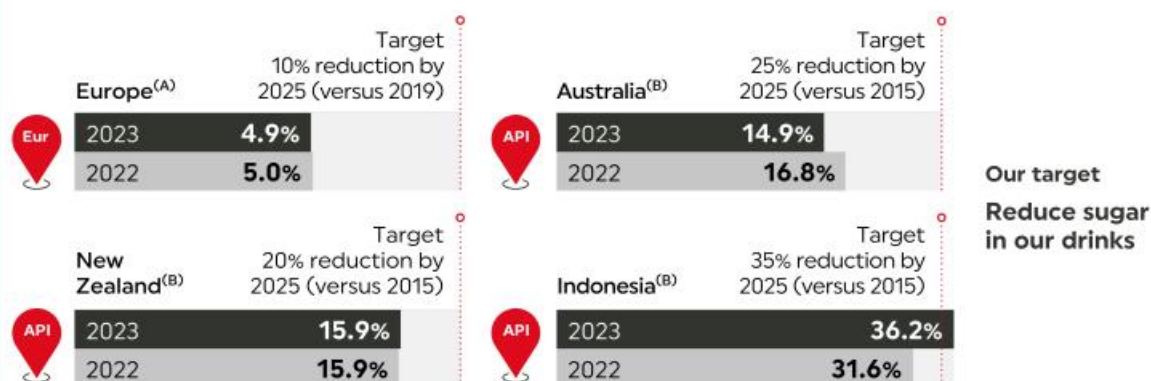 Target
10% reduction by
Europe(A) 2025 (versus 2019)
Eur
2023 4.9%
2022 5.0%
Target
25% reduction by
Australia(B) 2025 (versus 2015)
API
2023 14.9%
2022 16.8%
Target
New 20% reduction by
Zealand(B) 2025 (versus 2015)
API
2023 15.9%
2022 15.9%
Target
35% reduction by
Indonesia(B) 2025 (versus 2015)
API
2023 36.2%
2022 31.6%
Our target
Reduce sugar
in our drinks